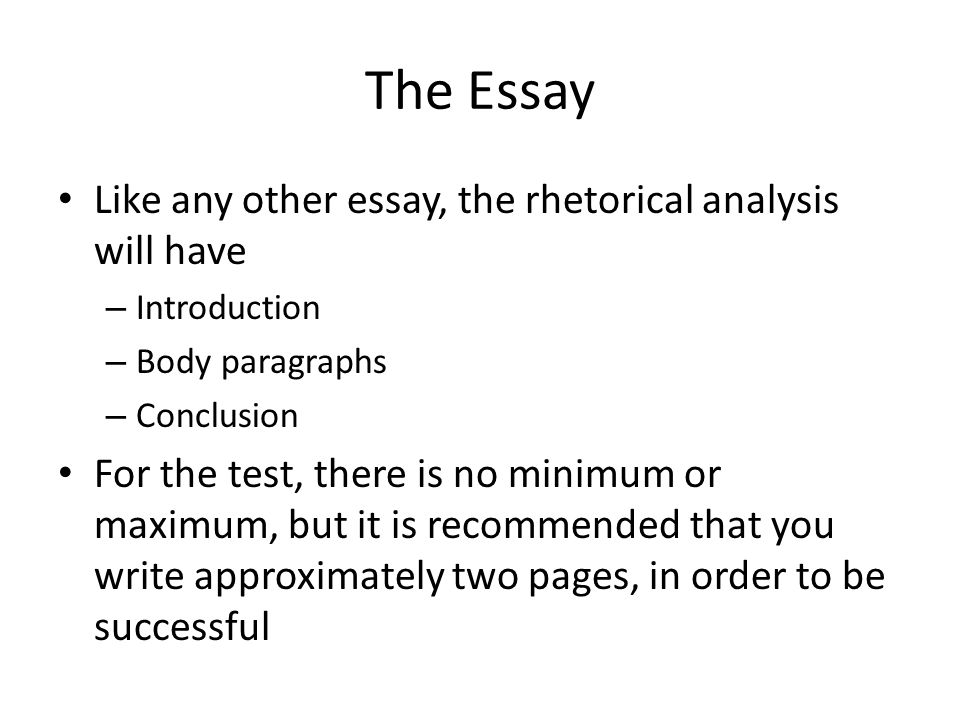 The Essay
• Like any other essay, the rhetorical analysis
will have
– Introduction
– Body paragraphs
– Conclusion
• For the test, there is no minimum or
maximum, but it is recommended that you
write approximately two pages, in order to be
successful